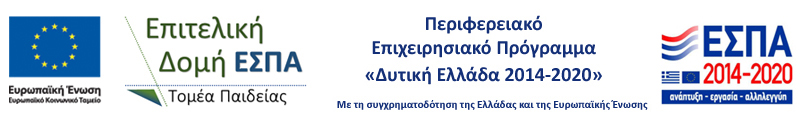 Ευρωπαϊκή Ένωση
Ευρωπαϊκό Κοινωνικό Ταμείο
Επιτελική
Δομή ΕΣΠΑ
Τομέα Παιδείας
Περιφερειακό
Επιχειρησιακό Πρόγραμμα
«Δυτική Ελλάδα 2014-2020»
Με τη συγχρηματοδότηση της Ελλάδας και της Ευρωπαϊκής Ένωσης
ΕΣΠΑ
2014-2020
ανάπτυξη - εργασία - αλληλεγγύη